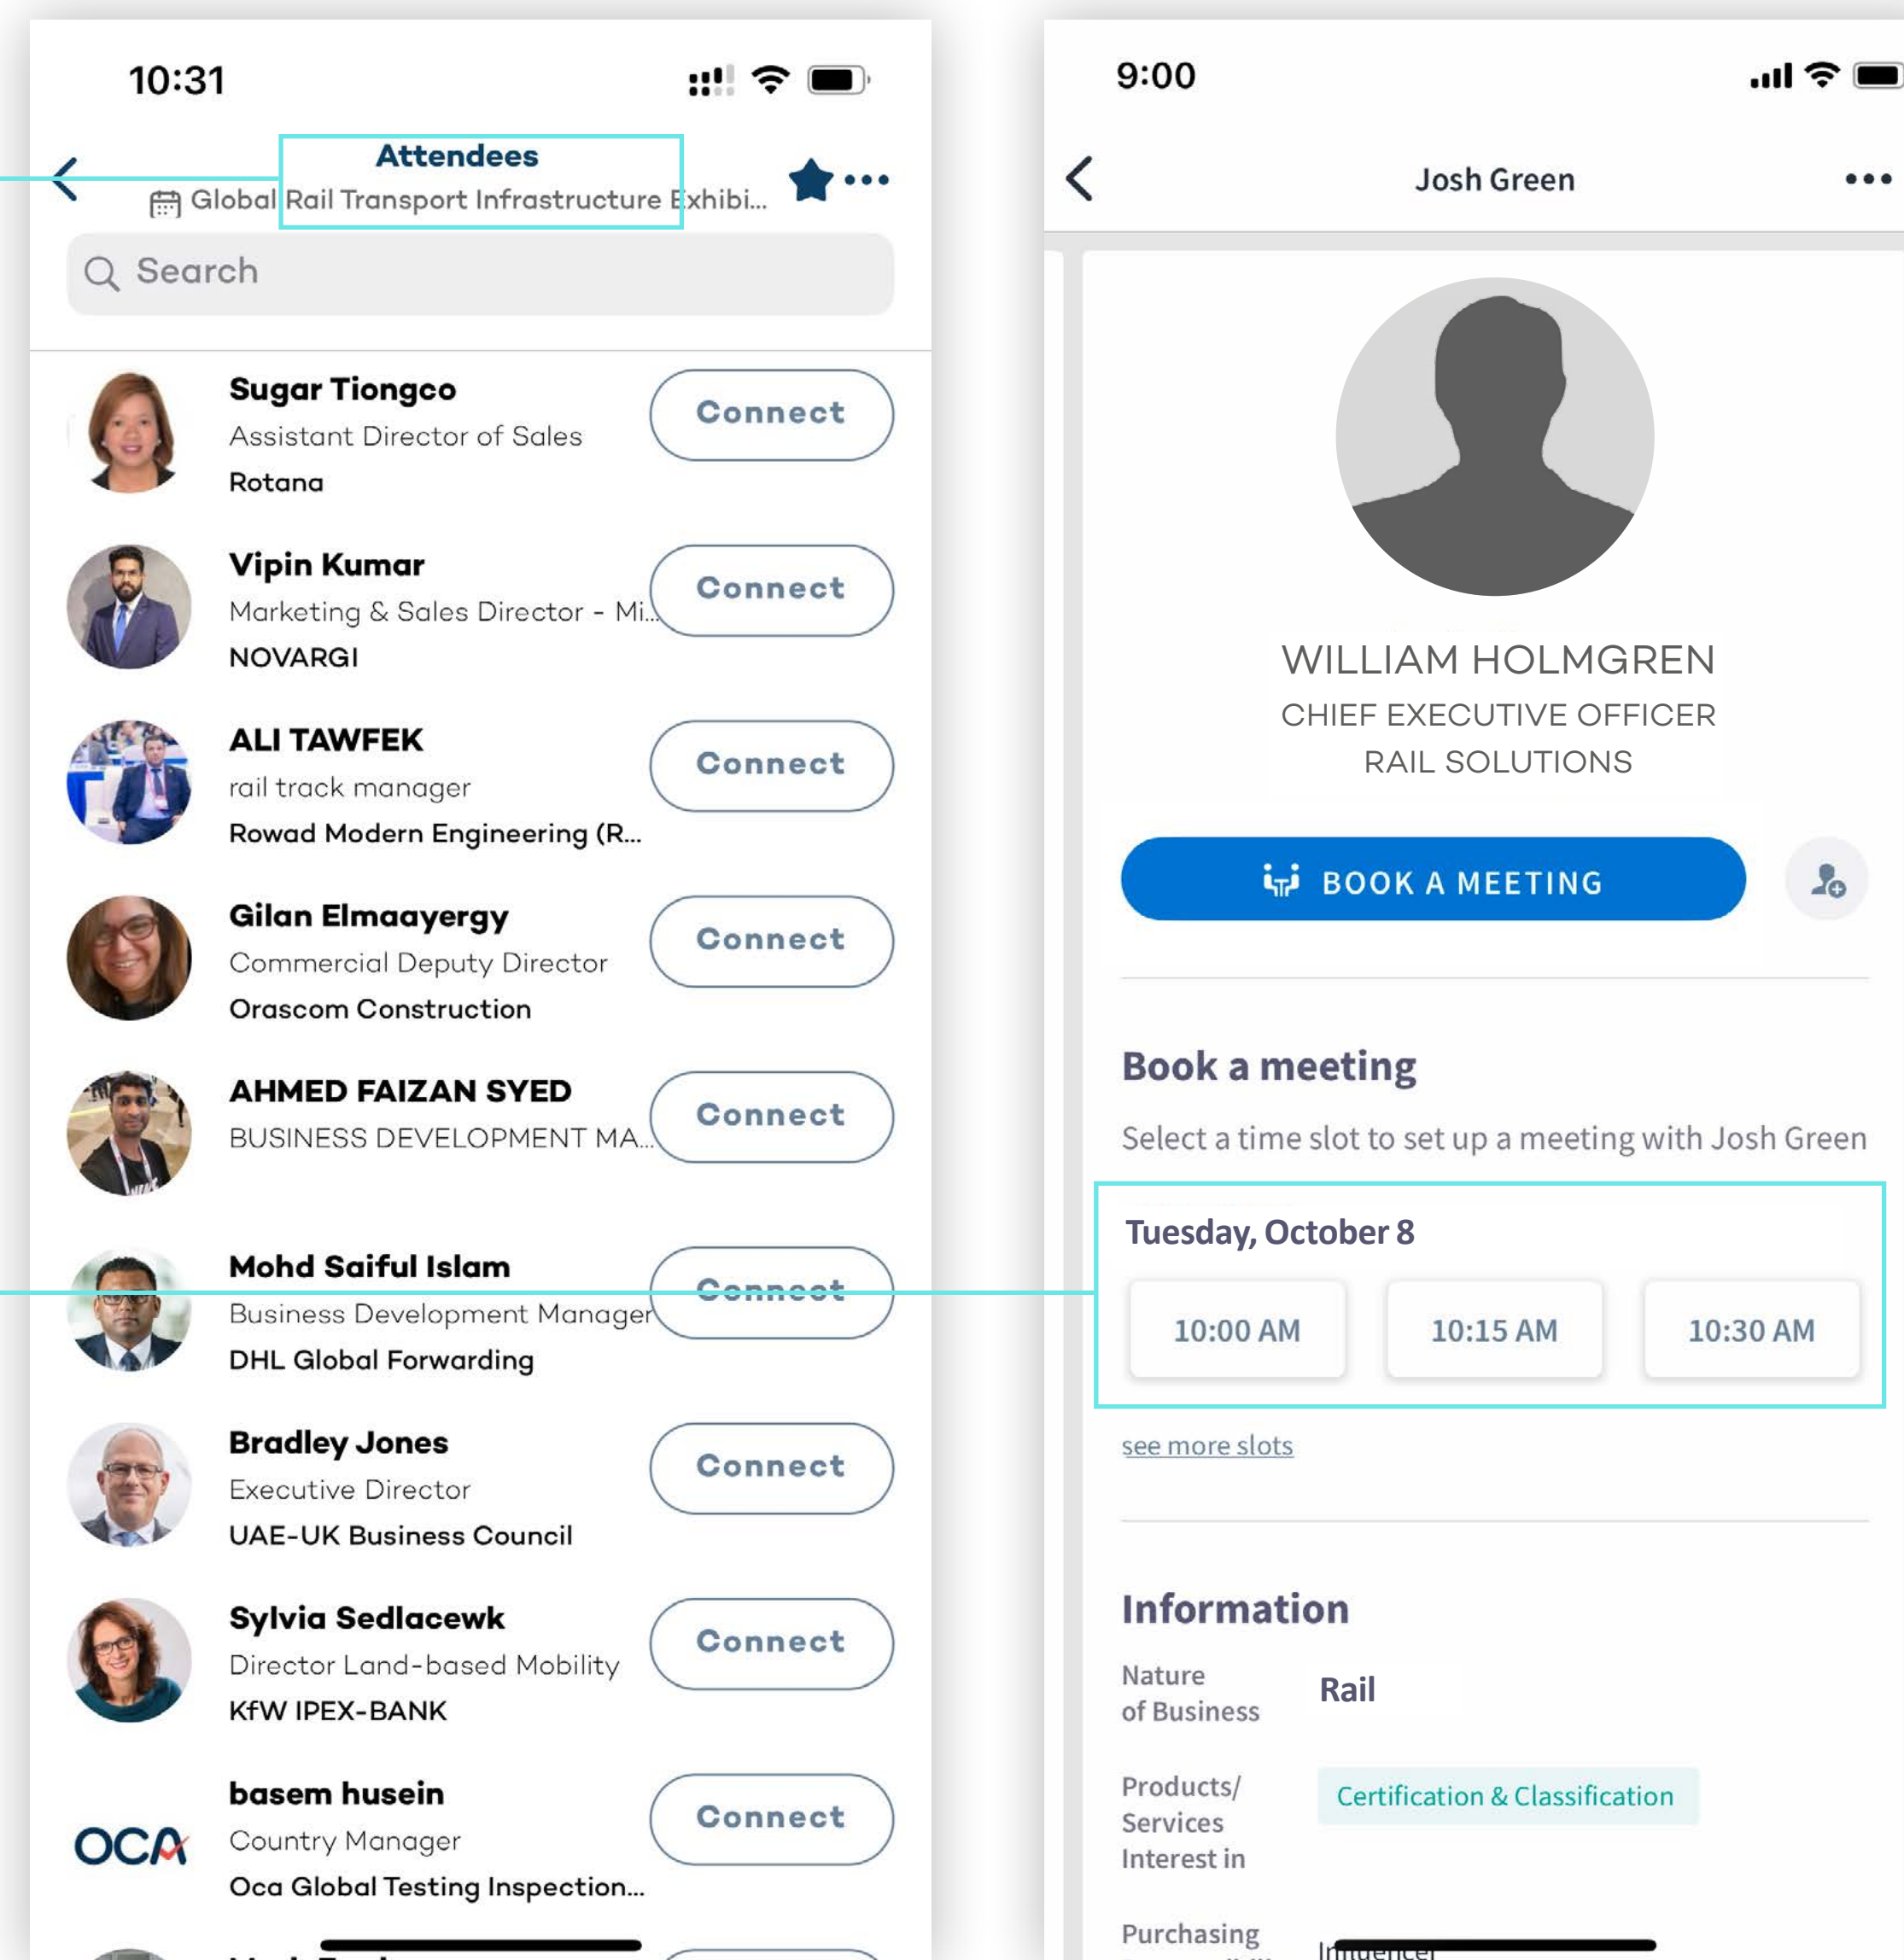 10:31
Attendees
Global Rail Transport Infrastructure Exhibi...
Search
Sugar Tiongco
Assistant Director of Sales
Rotana
Connect
Vipin Kumar
Marketing & Sales Director - Mi...
NOVARGI
Connect
ALI TAWFEK
rail track manager
Rowad Modern Engineering (R...
Connect
Gilan Elmaayergy
Commercial Deputy Director
Orascom Construction
Connect
AHMED FAIZAN SYED
BUSINESS DEVELOPMENT MA...
Connect
Mohd Saiful Islam
Business Development Manager
DHL Global Forwarding
Connect
Bradley Jones
Executive Director
UAE-UK Business Council
Connect
Sylvia Sedlacewk
Director Land-based Mobility
KfW IPEX-BANK
Connect
OCA
basem husein
Country Manager
Oca Global Testing Inspection...
Connect
9:00
Josh Green
WILLIAM HOLMGREN
CHIEF EXECUTIVE OFFICER
RAIL SOLUTIONS
BOOK A MEETING
Book a meeting
Select a time slot to set up a meeting with Josh Green
Tuesday, October 8
10:00 AM
10:15 AM
10:30 AM
see more slots
Information
Nature
of Business
Rail
Products/
Services
Interest in
Certification & Classification
Purchasing
Influencer